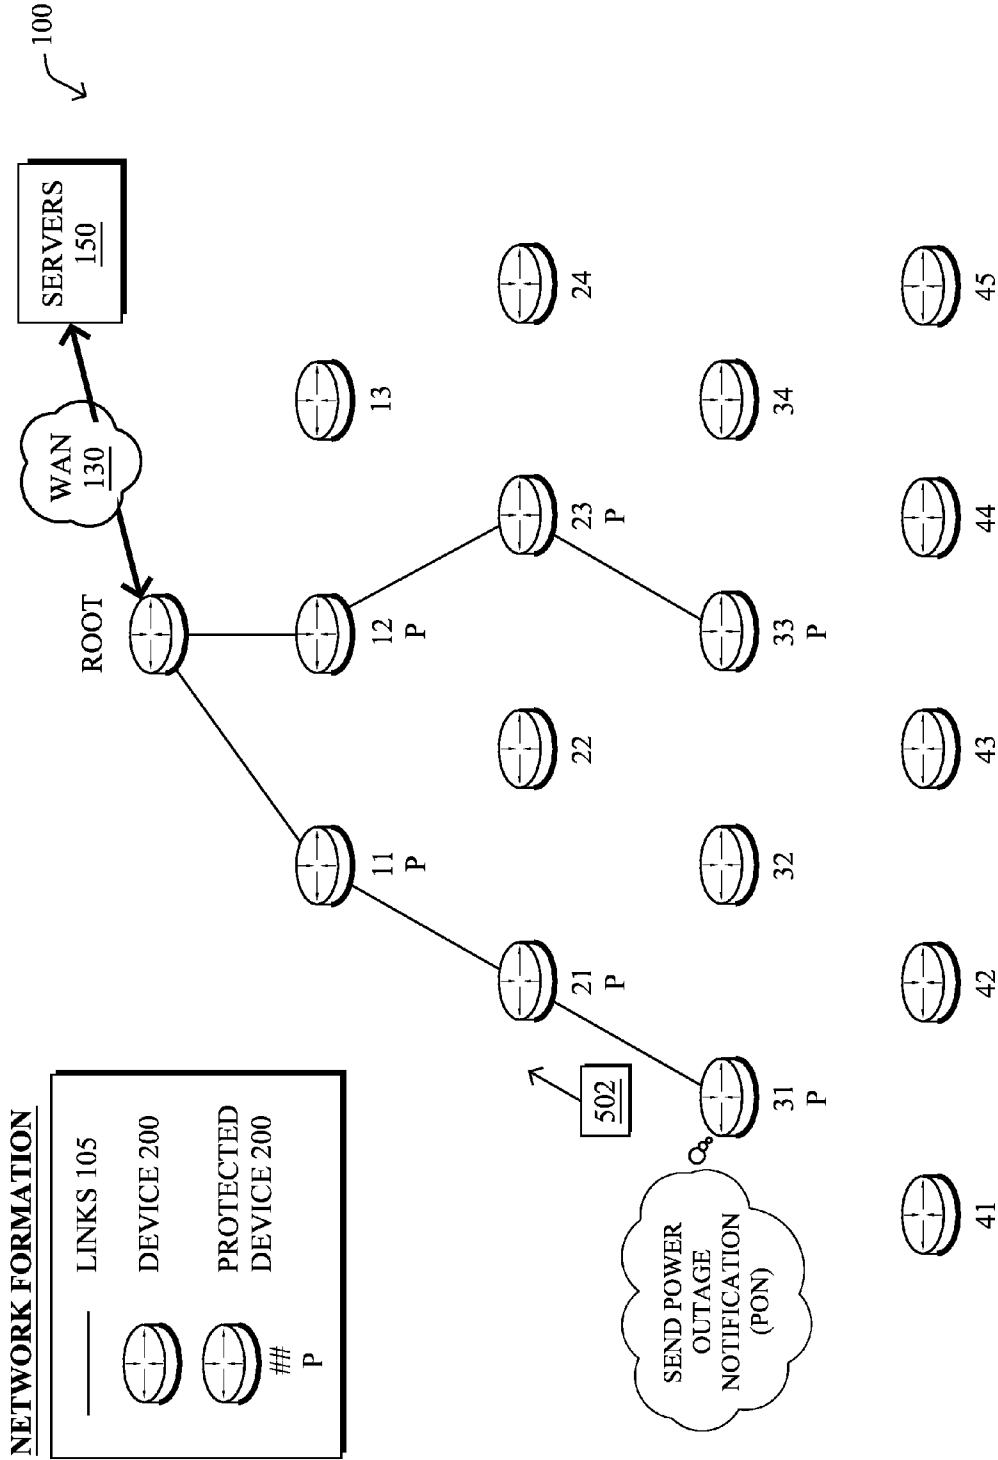 NETWORK FORMATION
LINKS 105
DEVICE 200
##
P
PROTECTED
DEVICE 200
100
SERVERS
150
WAN
130
ROOT
11
P
12
P
13
21
P
22
23
P
24
502
SEND POWER
OUTAGE
NOTIFICATION
(PON)
31
P
32
33
P
34
41
42
43
44
45